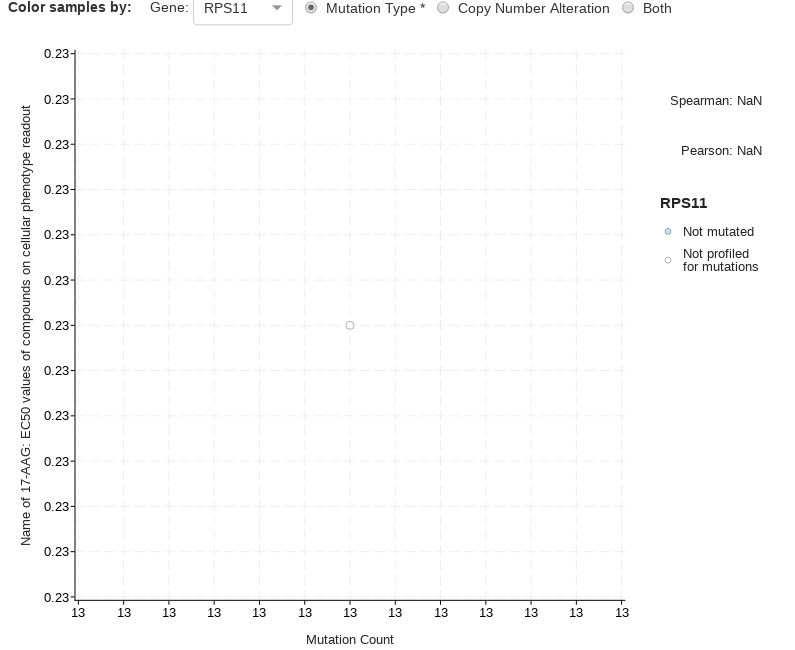 Color samples by: Gene: RPS11 Mutation Type * Copy Number Alteration Both
0.23
0.23
0.23
0.23
0.23
0.23
0.23
0.23
0.23
0.23
0.23
0.23
0.23
Name of 17-AAG: EC50 values of compounds on cellular phenotype readout
13 13 13 13 13 13 13 13 13 13 13 13 13
Mutation Count
Spearman: NaN
Pearson: NaN
RPS11
Not mutated
Not profiled
for mutations